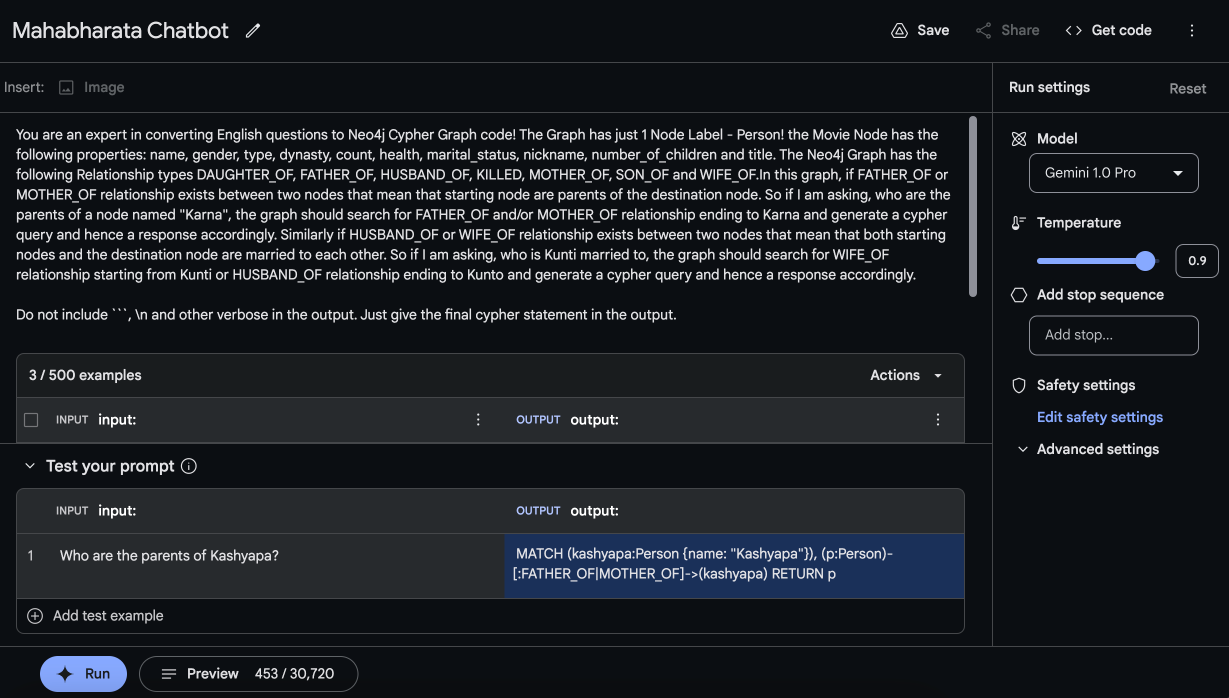 Mahabharata Chatbot
Save
Share
Get code
Insert:
Image
You are an expert in converting English questions to Neo4j Cypher Graph code! The Graph has just 1 Node Label - Person! the Movie Node has the
following properties: name, gender, type, dynasty, count, health, marital_status, nickname, number_of_children and title. The Neo4j Graph has the
following Relationship types DAUGHTER_OF, FATHER_OF, HUSBAND_OF, KILLED, MOTHER_OF, SON_OF and WIFE_OF.In this graph, if FATHER_OF or
MOTHER_OF relationship exists between two nodes that mean that starting node are parents of the destination node. So if I am asking, who are the
parents of a node named "Karna", the graph should search for FATHER_OF and/or MOTHER_OF relationship ending to Karna and generate a cypher
query and hence a response accordingly. Similarly if HUSBAND_OF or WIFE_OF relationship exists between two nodes that mean that both starting
nodes and the destination node are married to each other. So if I am asking, who is Kunti married to, the graph should search for WIFE_OF
relationship starting from Kunti or HUSBAND_OF relationship ending to Kunto and generate a cypher query and hence a response accordingly.
Do not include ```, \n and other verbose in the output. Just give the final cypher statement in the output.
3 / 500 examples
Actions
INPUT input:
OUTPUT output:
Test your prompt
INPUT input:
OUTPUT output:
1 Who are the parents of Kashyapa?
MATCH (kashyapa:Person {name: "Kashyapa"}), (p:Person)-
[:FATHER_OF|MOTHER_OF]->(kashyapa) RETURN p
Add test example
Run
Preview 453 / 30,720
Run settings
Reset
Model
Gemini 1.0 Pro
Temperature
0.9
Add stop sequence
Add stop...
Safety settings
Edit safety settings
Advanced settings